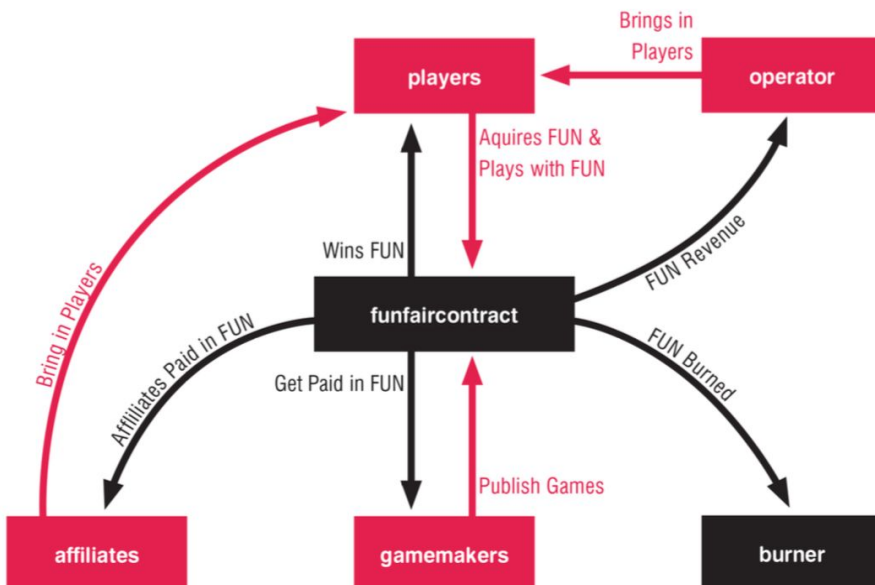 Brings in
Players
players
operator
Aquires FUN &
Plays with FUN
Wins FUN
FUN Revenue
Bring in Players
funfaircontract
Affliliates Paid in FUN
Get Paid in FUN
FUN Burned
Publish Games
affiliates
gamemakers
burner